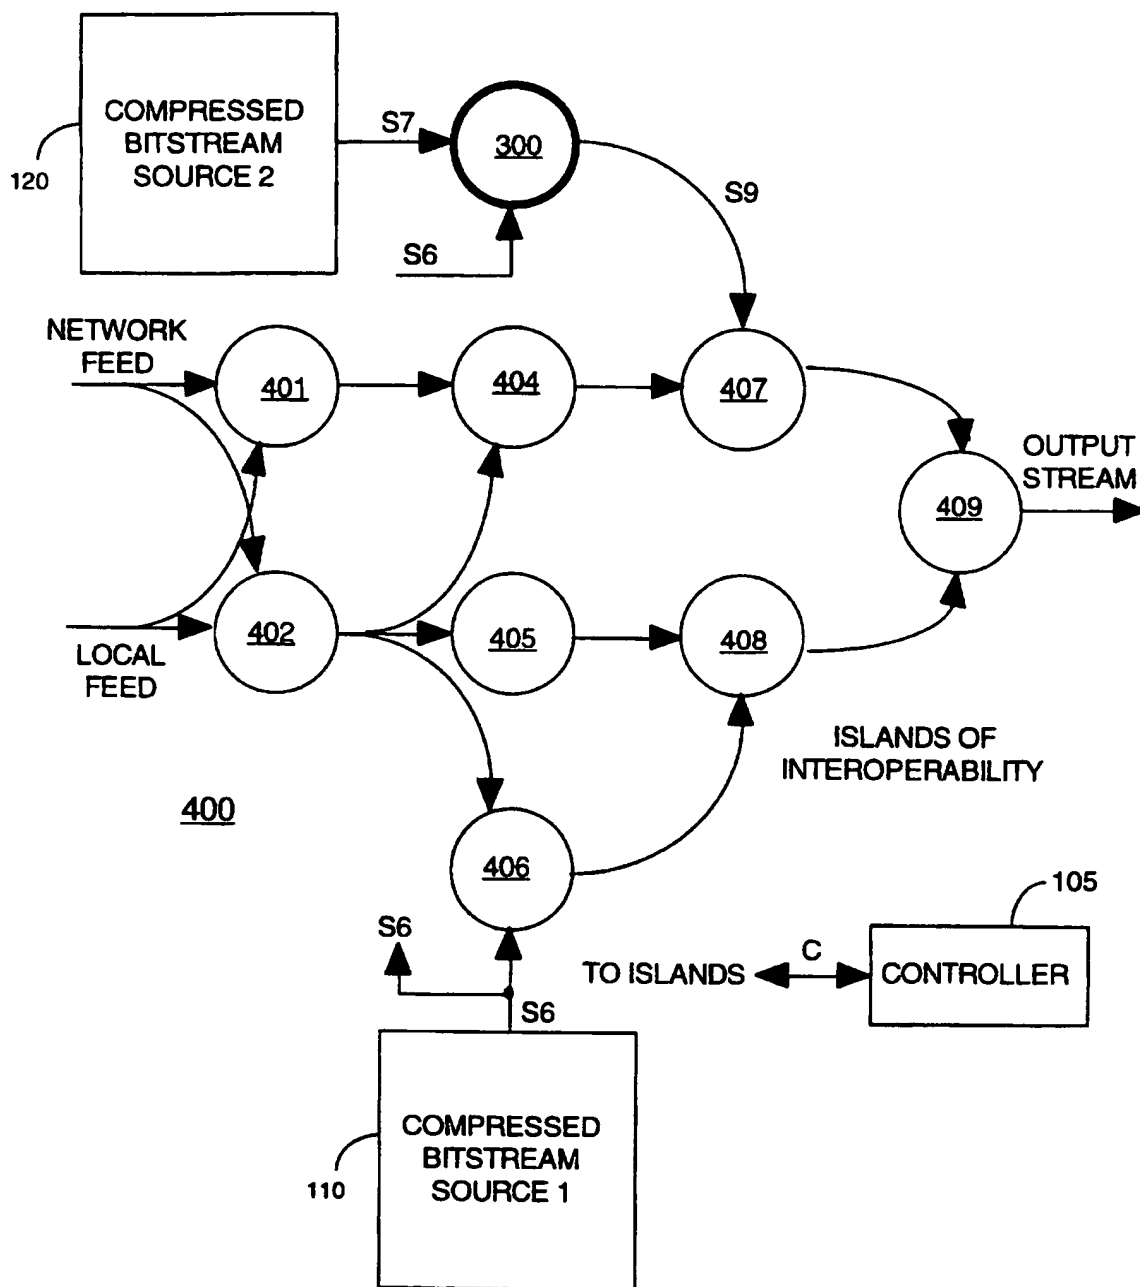 COMPRESSED
BITSTREAM
SOURCE 2
120
S7
300
S9
S6
NETWORK
FEED
401
404
407
OUTPUT
STREAM
409
LOCAL
FEED
402
405
408
ISLANDS OF
INTEROPERABILITY
400
406
105
S6
TO ISLANDS
C
CONTROLLER
S6
COMPRESSED
BITSTREAM
SOURCE 1
110